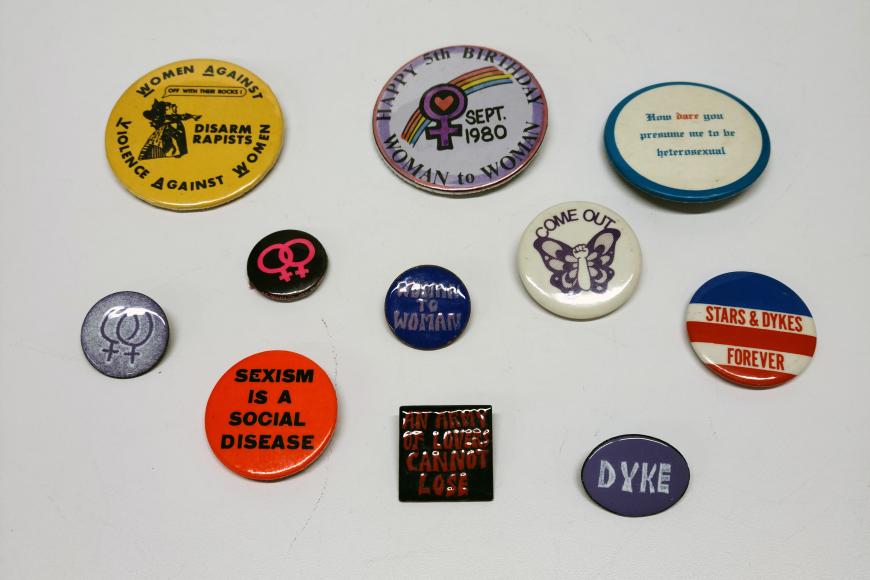 WOMEN AGAINST
OFF WITH THEIR ROCKS!
DISARM
RAPISTS
VIOLENCE AGAINST WOMEN
HAPPY 5th BIRTHDAY
SEPT.
1980
WOMAN to WOMAN
How dare you
presume me to be
heterosexual
COME OUT
WOMAN
TO
WOMAN
STARS & DYKES
FOREVER
SEXISM
IS A
SOCIAL
DISEASE
AN ARMY
OF LOVERS
CANNOT
LOSE
DYKE